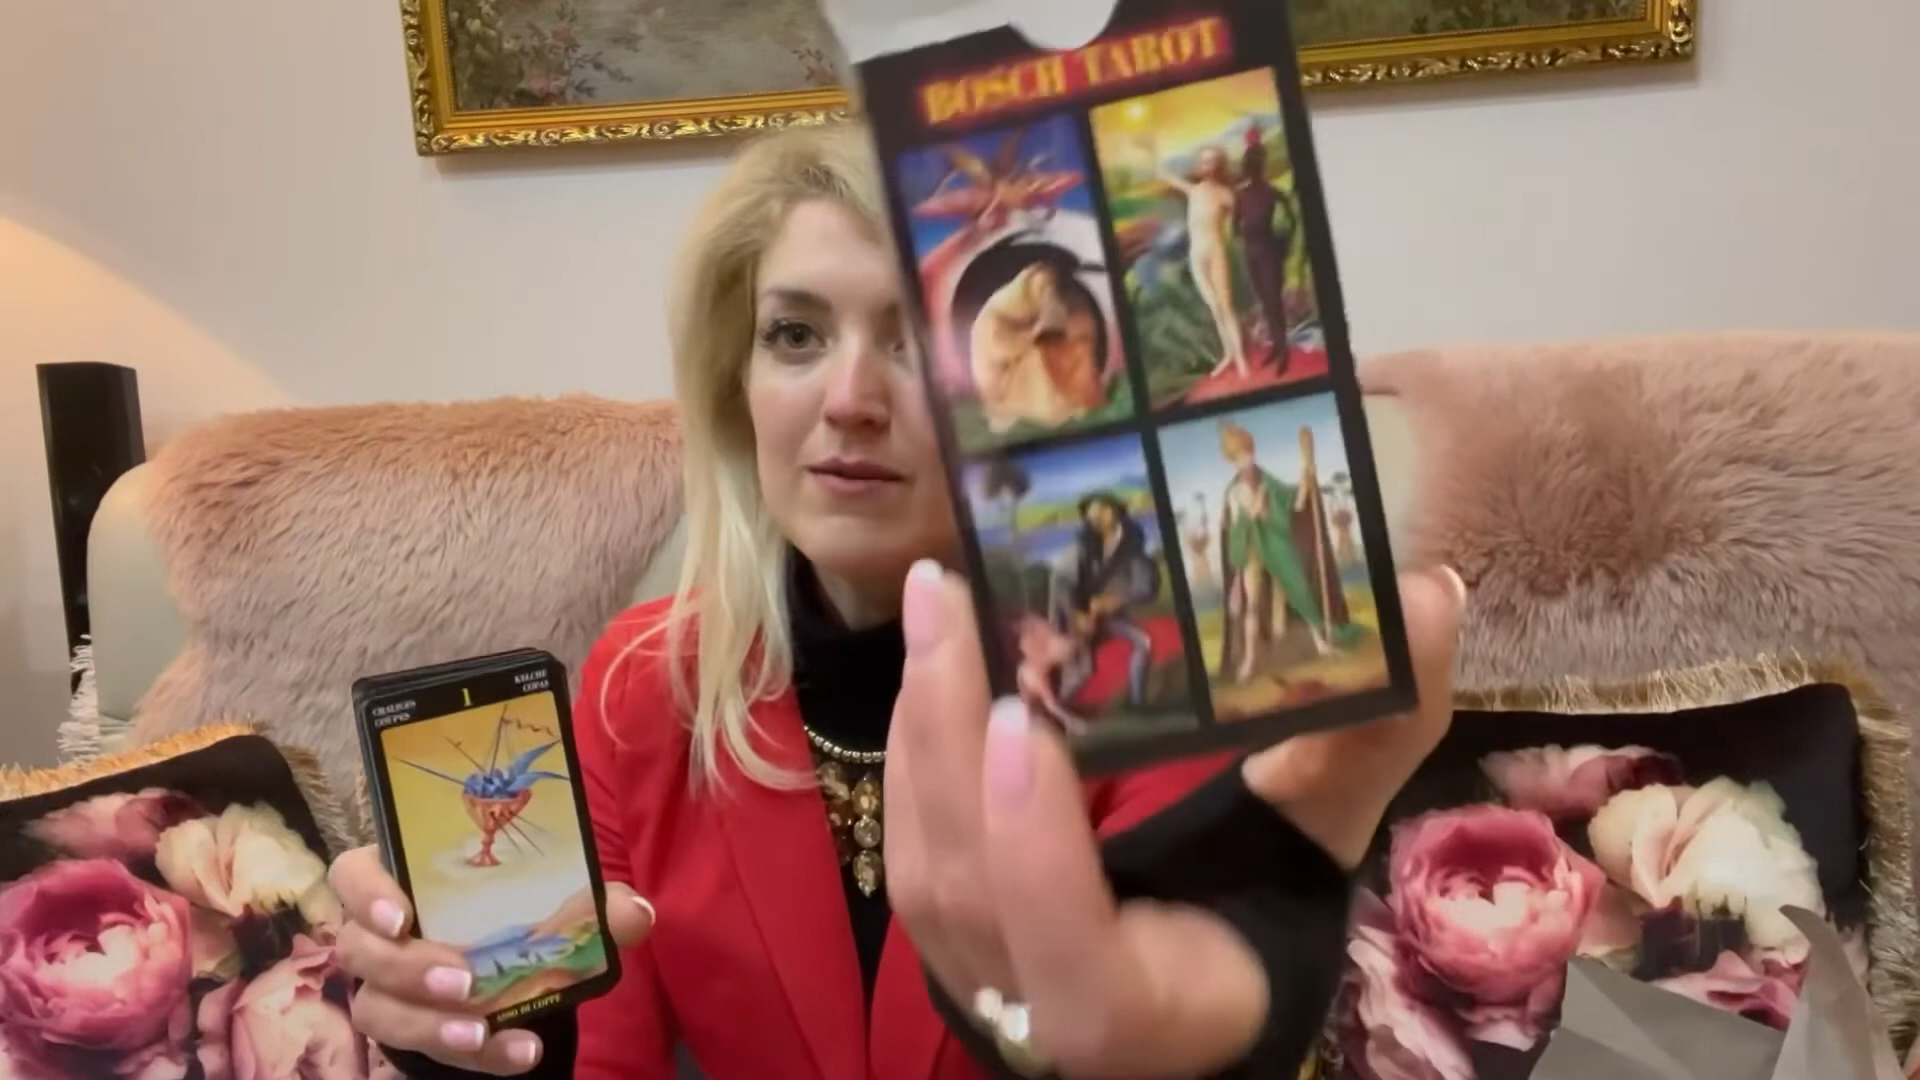 BOSCH TAROT
1
CHALICES
COUPES
KELCHE
COPAS
ASSO DI COPPE